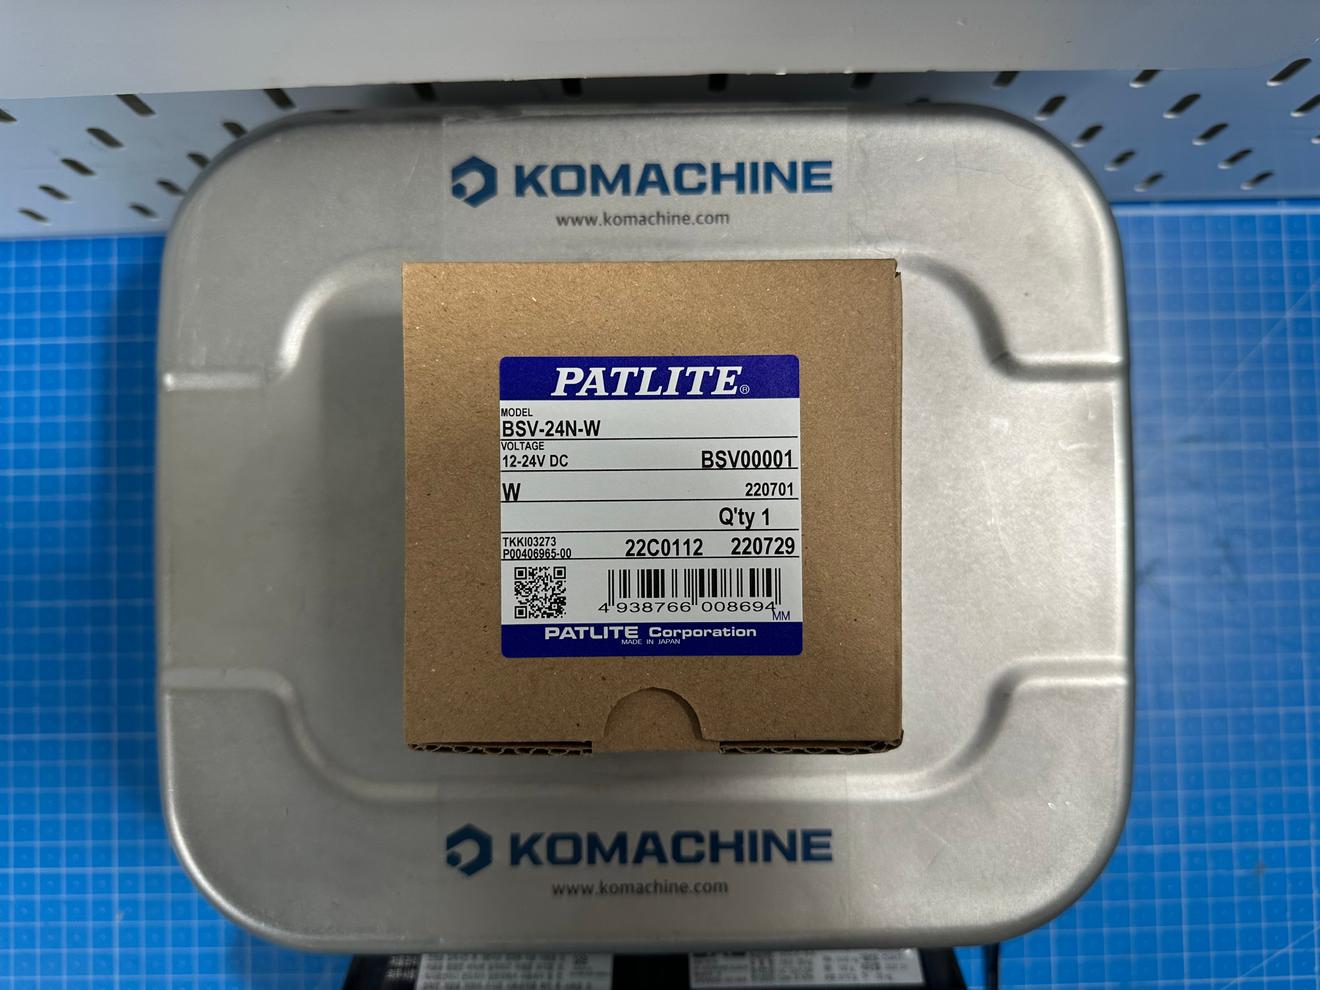 KOMACHINE
www.komachine.com
PATLITE®
MODEL
BSV-24N-W
VOLTAGE
12-24V DC
BSV00001
W
220701
Q'ty 1
TKKI03273
P00406965-00
22C0112 220729
4 938766 008694
MM
PATLITE Corporation
MADE IN JAPAN
KOMACHINE
www.komachine.com